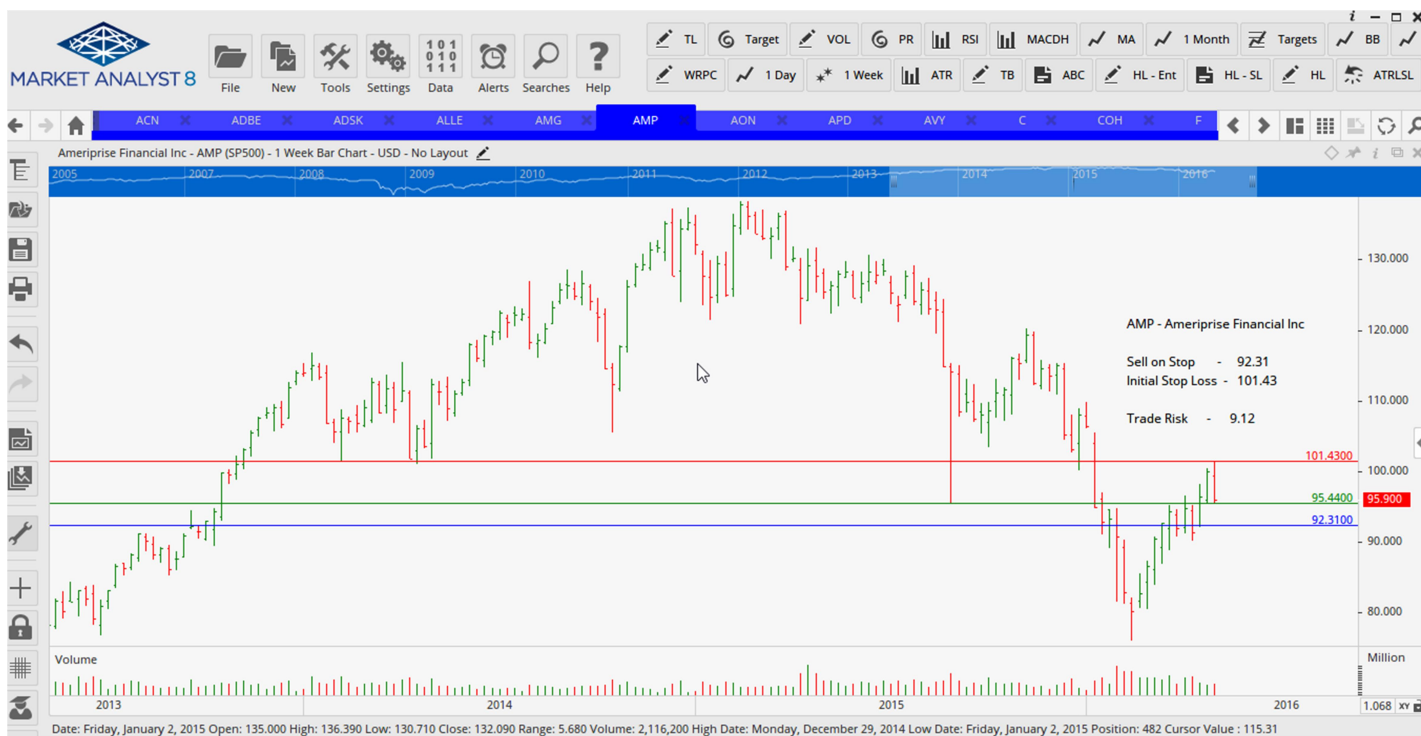 i
TL Target VOL PR RSI MACDH MA 1 Month Targets BB
MARKET ANALYST 8
101
010
111
?
File New Tools Settings Data Alerts Searches Help
WRPC 1 Day 1 Week ATR TB ABC HL - Ent HL - SL HL ATRLSL
ACN ADBE ADSK ALLE AMG AMP AON APD AVY C COH F
Ameriprise Financial Inc - AMP (SP500) - 1 Week Bar Chart - USD - No Layout
2005 2007 2008 2009 2010 2011 2012 2013 2014 2015 2016
130.000
120.000
110.000
100.000
90.000
80.000
AMP - Ameriprise Financial Inc
Sell on Stop - 92.31
Initial Stop Loss - 101.43
Trade Risk - 9.12
101.4300
95.4400
95.900
92.3100
Volume
Million
2013 2014 2015 2016
1.068 XY
Date: Friday, January 2, 2015 Open: 135.000 High: 136.390 Low: 130.710 Close: 132.090 Range: 5.680 Volume: 2,116,200 High Date: Monday, December 29, 2014 Low Date: Friday, January 2, 2015 Position: 482 Cursor Value : 115.31